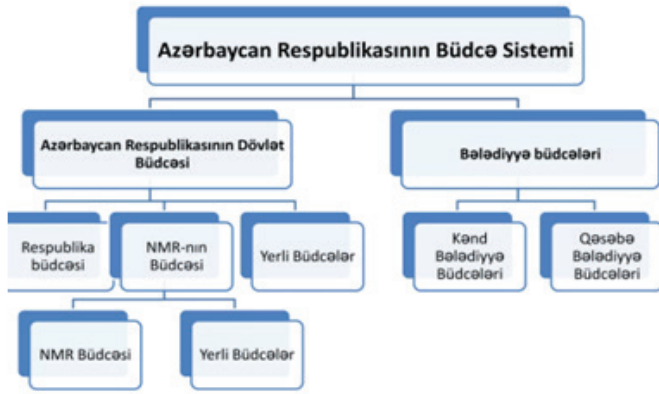 Azərbaycan Respublikasının Büdcə Sistemi
Azərbaycan Respublikasının Dövlət
Büdcəsi
Bələdiyyə büdcələri
Respublika
büdcəsi
NMR-nın
Büdcəsi
Yerli Büdcələr
Kənd
Bələdiyyə
Büdcələri
Qəsəbə
Bələdiyyə
Büdcələri
NMR Büdcəsi
Yerli Büdcələr